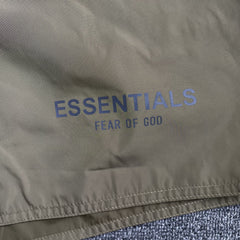 ESSENTIALS
FEAR OF GOD